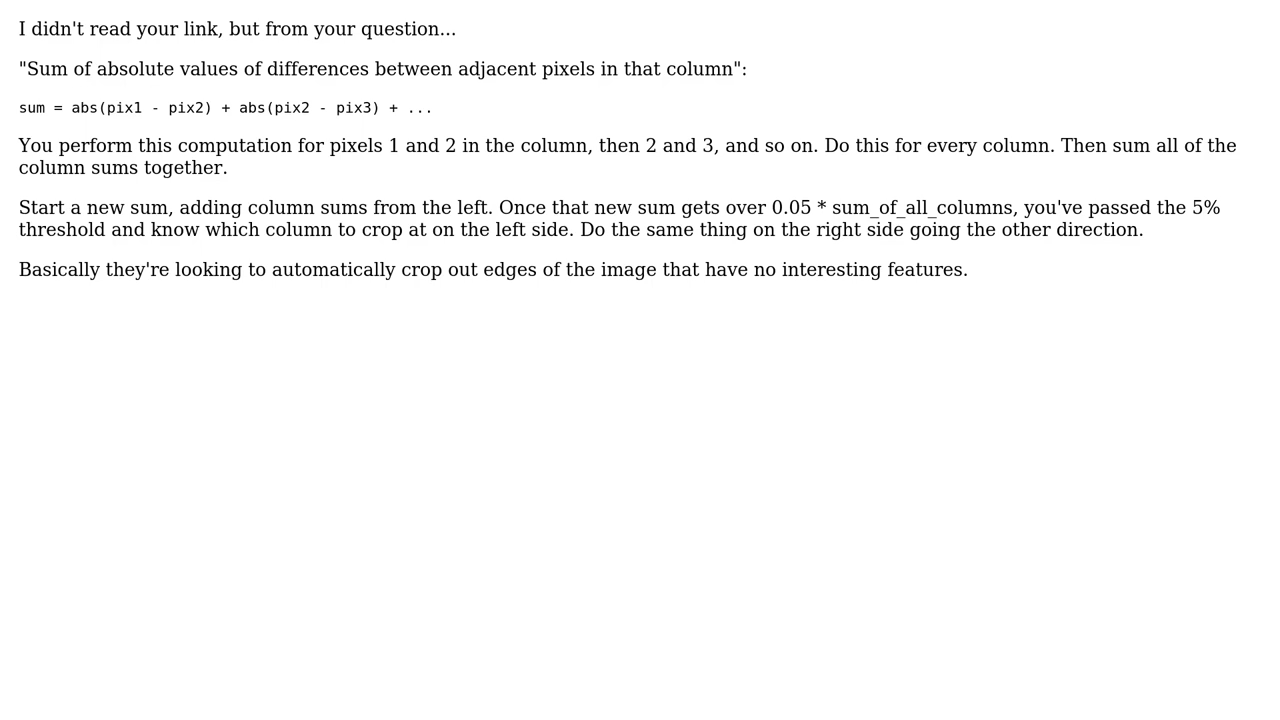 I didn't read your link, but from your question...
"Sum of absolute values of differences between adjacent pixels in that column":
sum = abs(pix1 - pix2) + abs(pix2 - pix3) + ...
You perform this computation for pixels 1 and 2 in the column, then 2 and 3, and so on. Do this for every column. Then sum all of the
column sums together.
Start a new sum, adding column sums from the left. Once that new sum gets over 0.05 * sum_of_all_columns, you've passed the 5%
threshold and know which column to crop at on the left side. Do the same thing on the right side going the other direction.
Basically they're looking to automatically crop out edges of the image that have no interesting features.